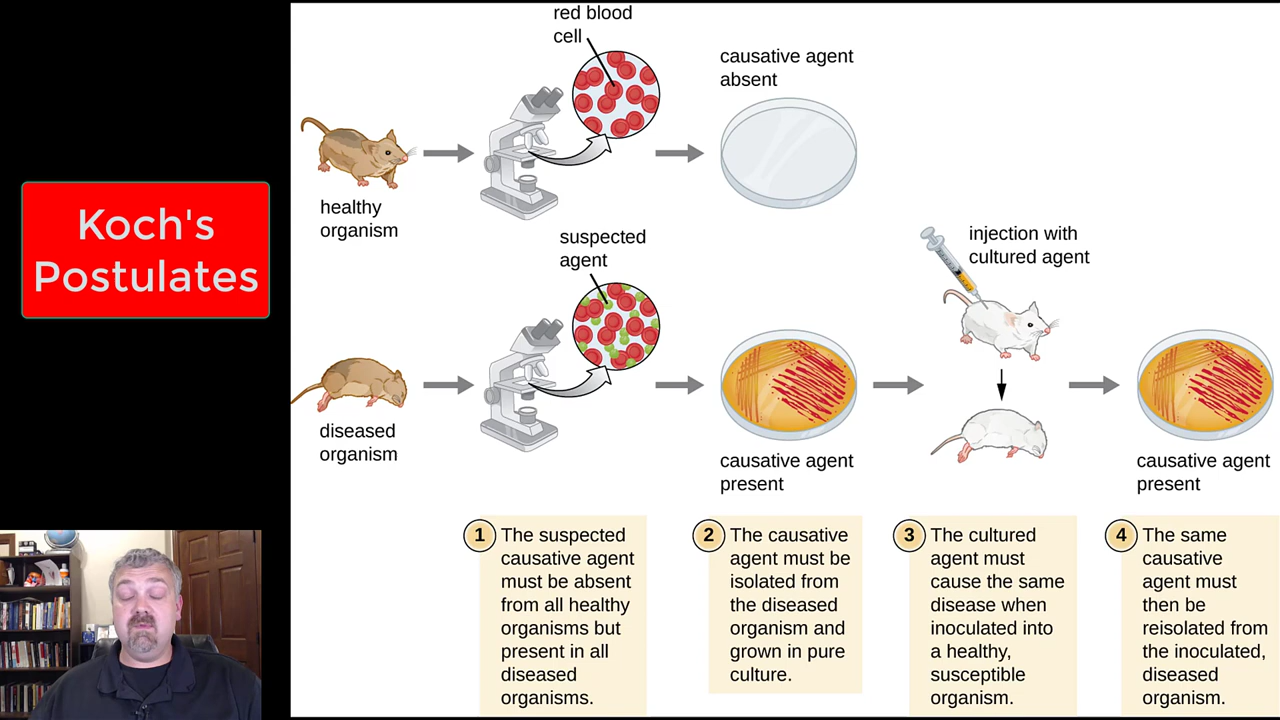 Koch's
Postulates
red blood
cell
causative agent
absent
healthy
organism
suspected
agent
injection with
cultured agent
diseased
organism
causative agent
present
causative agent
present
1 The suspected
causative agent
must be absent
from all healthy
organisms but
present in all
diseased
organisms.
2 The causative
agent must be
isolated from
the diseased
organism and
grown in pure
culture.
3 The cultured
agent must
cause the same
disease when
inoculated into
a healthy,
susceptible
organism.
4 The same
causative
agent must
then be
reisolated from
the inoculated,
diseased
organism.